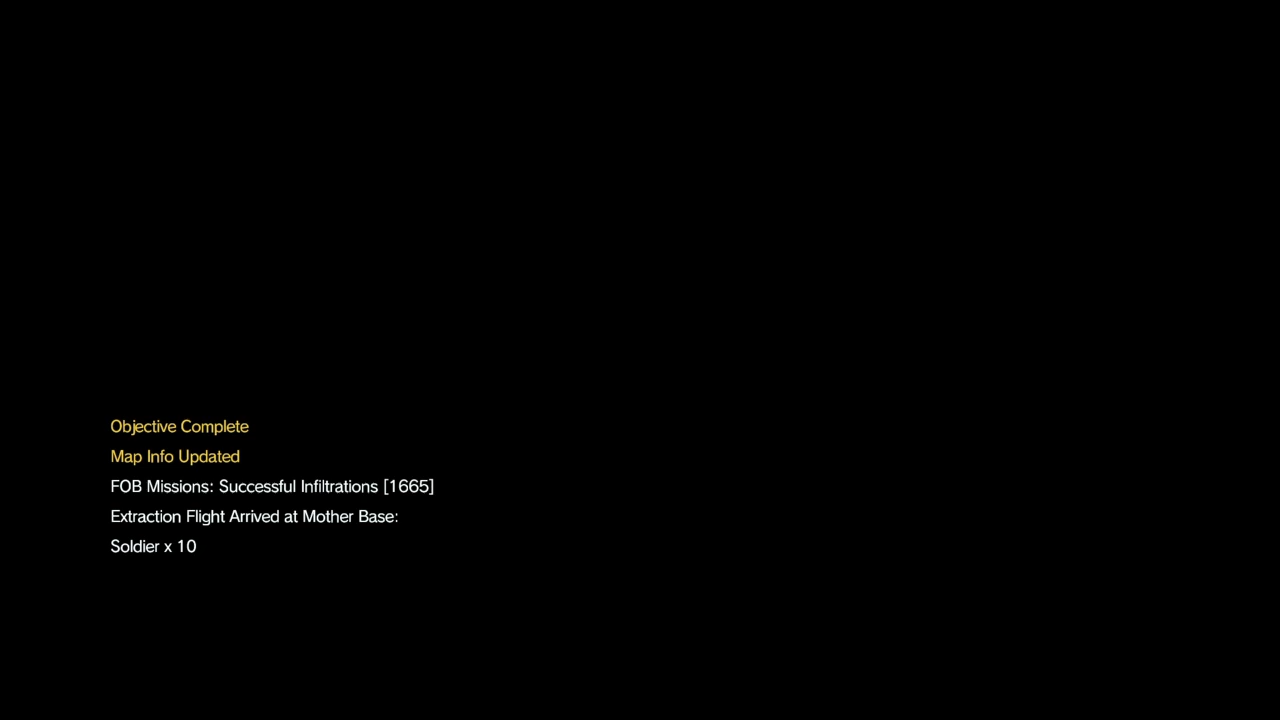 Objective Complete
Map Info Updated
FOB Missions: Successful Infiltrations [1665]
Extraction Flight Arrived at Mother Base:
Soldier x 10